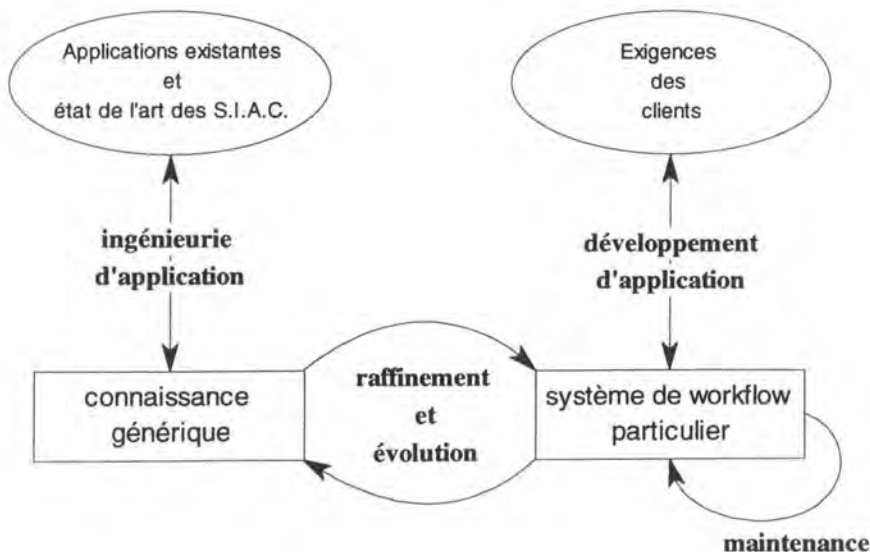 Applications existantes
et
état de l'art des S.I.A.C.
Exigences
des
clients
ingénieurie
d'application
développement
d'application
connaissance
générique
raffinement
et
évolution
système de workflow
particulier
maintenance